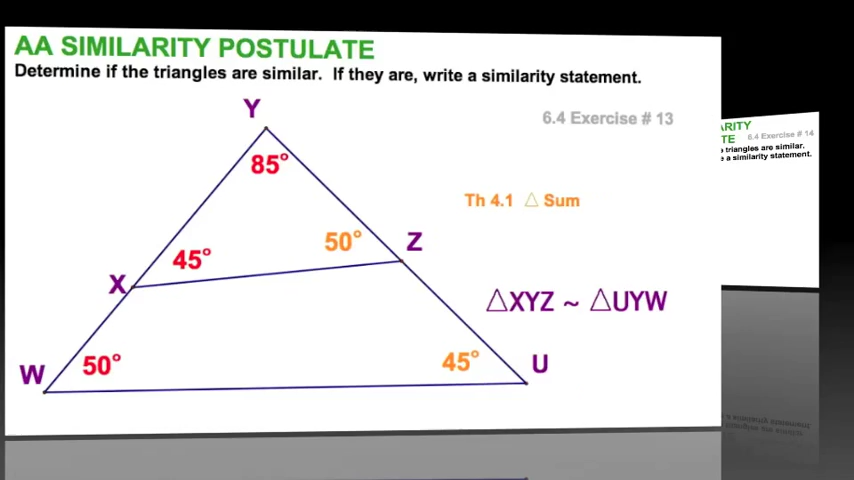 AA SIMILARITY POSTULATE
Determine if the triangles are similar. If they are, write a similarity statement.
6.4 Exercise # 13
Y
85°
Th 4.1 △ Sum
50°
Z
45°
X
△XYZ ~ △UYW
W
50°
45°
U
ARITY
TE
6.4 Exercise # 14
e triangles are similar.
e a similarity statement.